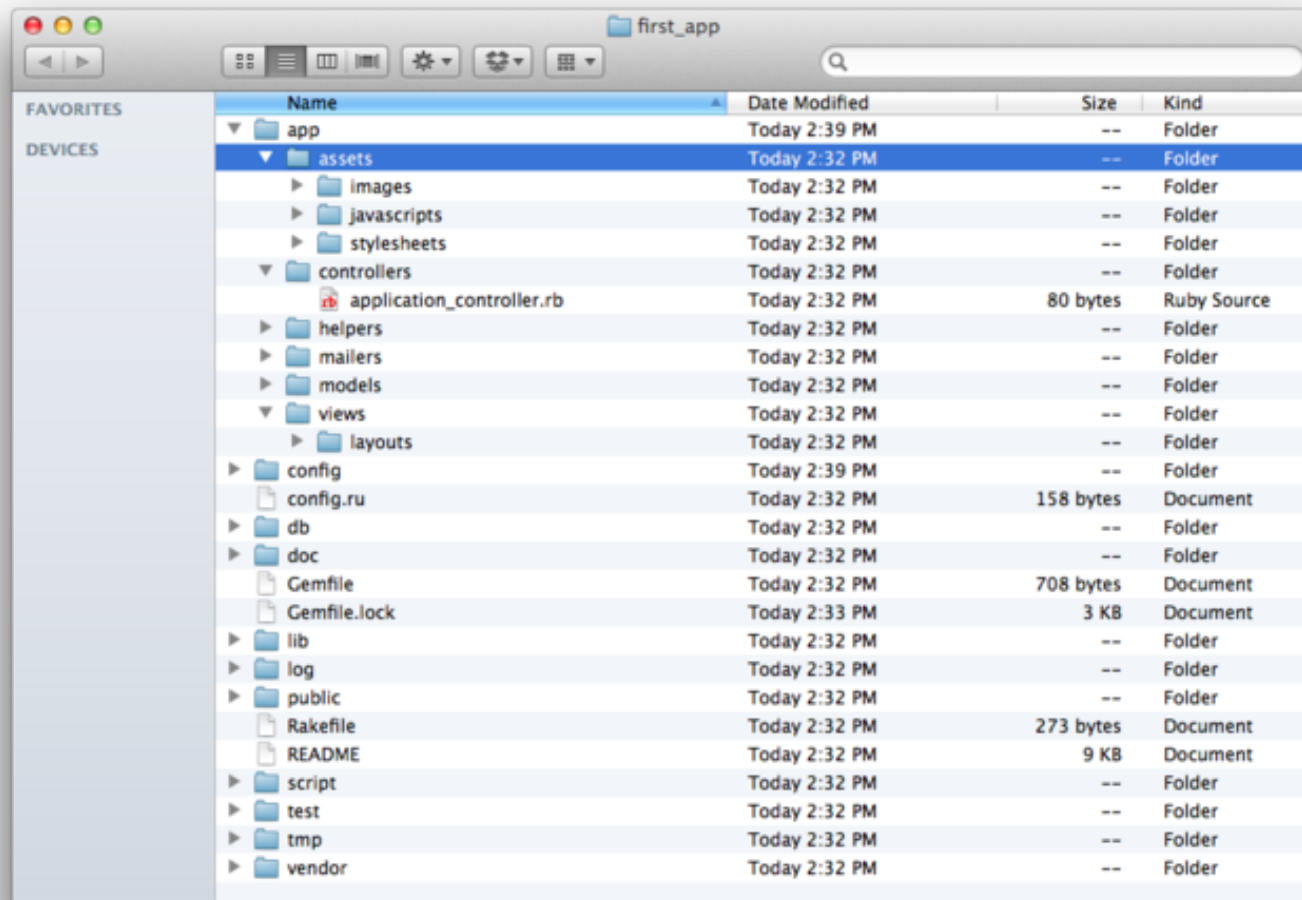 first_app
FAVORITES
DEVICES
Name Date Modified Size Kind
app Today 2:39 PM -- Folder
assets Today 2:32 PM -- Folder
images Today 2:32 PM -- Folder
javascripts Today 2:32 PM -- Folder
stylesheets Today 2:32 PM -- Folder
controllers Today 2:32 PM -- Folder
rb application_controller.rb Today 2:32 PM 80 bytes Ruby Source
helpers Today 2:32 PM -- Folder
mailers Today 2:32 PM -- Folder
models Today 2:32 PM -- Folder
views Today 2:32 PM -- Folder
layouts Today 2:32 PM -- Folder
config Today 2:39 PM -- Folder
config.ru Today 2:32 PM 158 bytes Document
db Today 2:32 PM -- Folder
doc Today 2:32 PM -- Folder
Gemfile Today 2:32 PM 708 bytes Document
Gemfile.lock Today 2:33 PM 3 KB Document
lib Today 2:32 PM -- Folder
log Today 2:32 PM -- Folder
public Today 2:32 PM -- Folder
Rakefile Today 2:32 PM 273 bytes Document
README Today 2:32 PM 9 KB Document
script Today 2:32 PM -- Folder
test Today 2:32 PM -- Folder
tmp Today 2:32 PM -- Folder
vendor Today 2:32 PM -- Folder